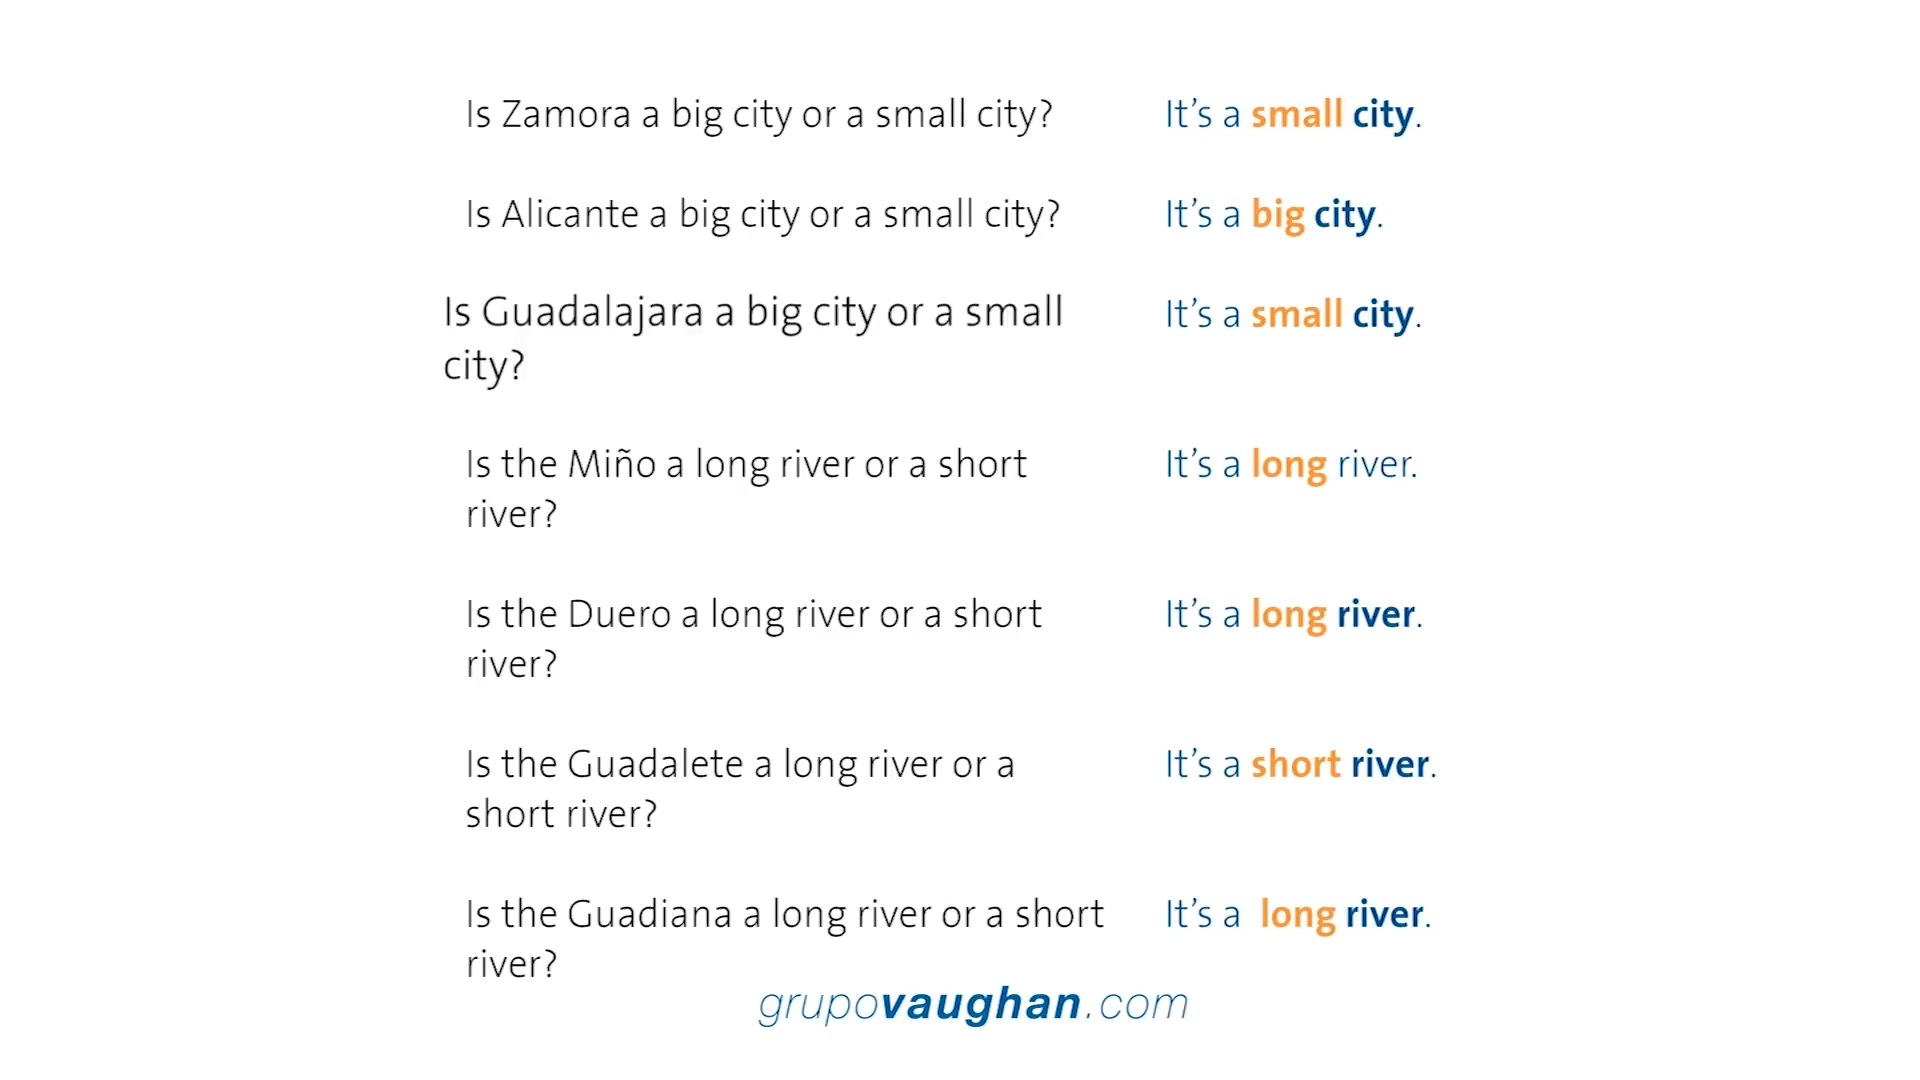 Is Zamora a big city or a small city? It’s a small city.
Is Alicante a big city or a small city? It’s a big city.
Is Guadalajara a big city or a small It’s a small city.
city?
Is the Miño a long river or a short It’s a long river.
river?
Is the Duero a long river or a short It’s a long river.
river?
Is the Guadalete a long river or a It’s a short river.
short river?
Is the Guadiana a long river or a short It’s a long river.
river?
grupovaughan.com